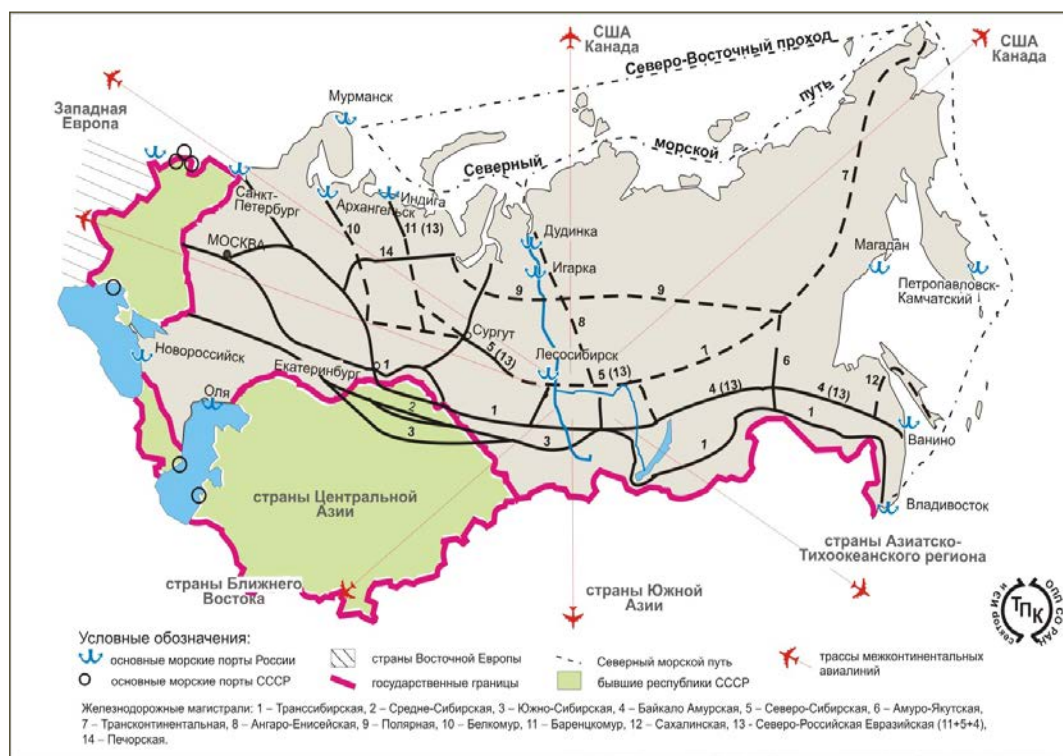 США
Канада
США
Канада
Северо-Восточный проход
путь
Западная
Европа
Мурманск
Северный
морской
Санкт-
Петербург
Архангельск
Индига
10
11 (13)
7
МОСКВА
14
Дудинка
Игарка
Магадан
Петропавловск-
Камчатский
9
9
8
Сургут
5 (13)
Новороссийск
Екатеринбург
1
Лесосибирск
5 (13)
7
6
Оля
2
1
4 (13)
4 (13)
12
3
3
1
1
Ванино
страны Центральной
Азии
Владивосток
страны Азиатско-
Тихоокеанского региона
страны Ближнего
Востока
страны Южной
Азии
сектор ИСИ
ТПК
ОПП СО РАН
Условные обозначения:
основные морские порты России
страны Восточной Европы
Северный морской путь
трассы межконтинентальных
авиалиний
основные морские порты СССР
государственные границы
бывшие республики СССР
Железнодорожные магистрали: 1 – Транссибирская, 2 – Средне-Сибирская, 3 – Южно-Сибирская, 4 – Байкало Амурская, 5 – Северо-Сибирская, 6 – Амуро-Якутская,
7 – Трансконтинентальная, 8 – Ангаро-Енисейская, 9 – Полярная, 10 – Белкомур, 11 – Баренцкомур, 12 – Сахалинская, 13 - Северо-Российская Евразийская (11+5+4),
14 – Печорская.